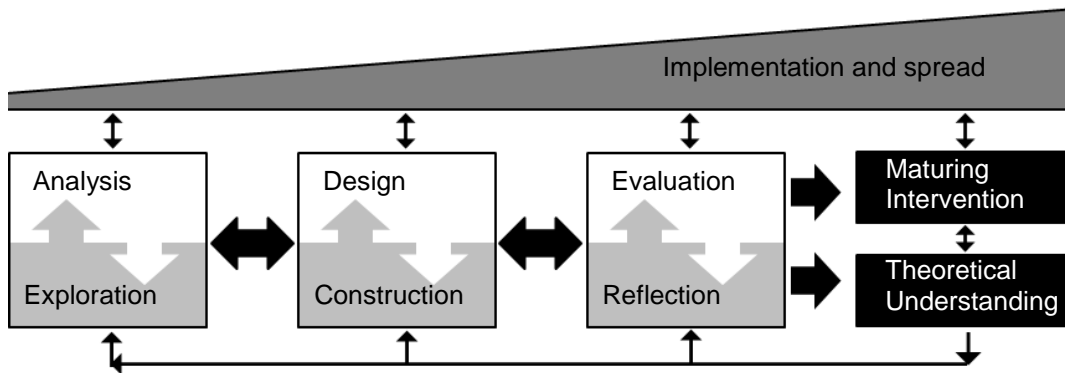 Implementation and spread
Analysis
Exploration
Design
Construction
Evaluation
Reflection
Maturing
Intervention
Theoretical
Understanding